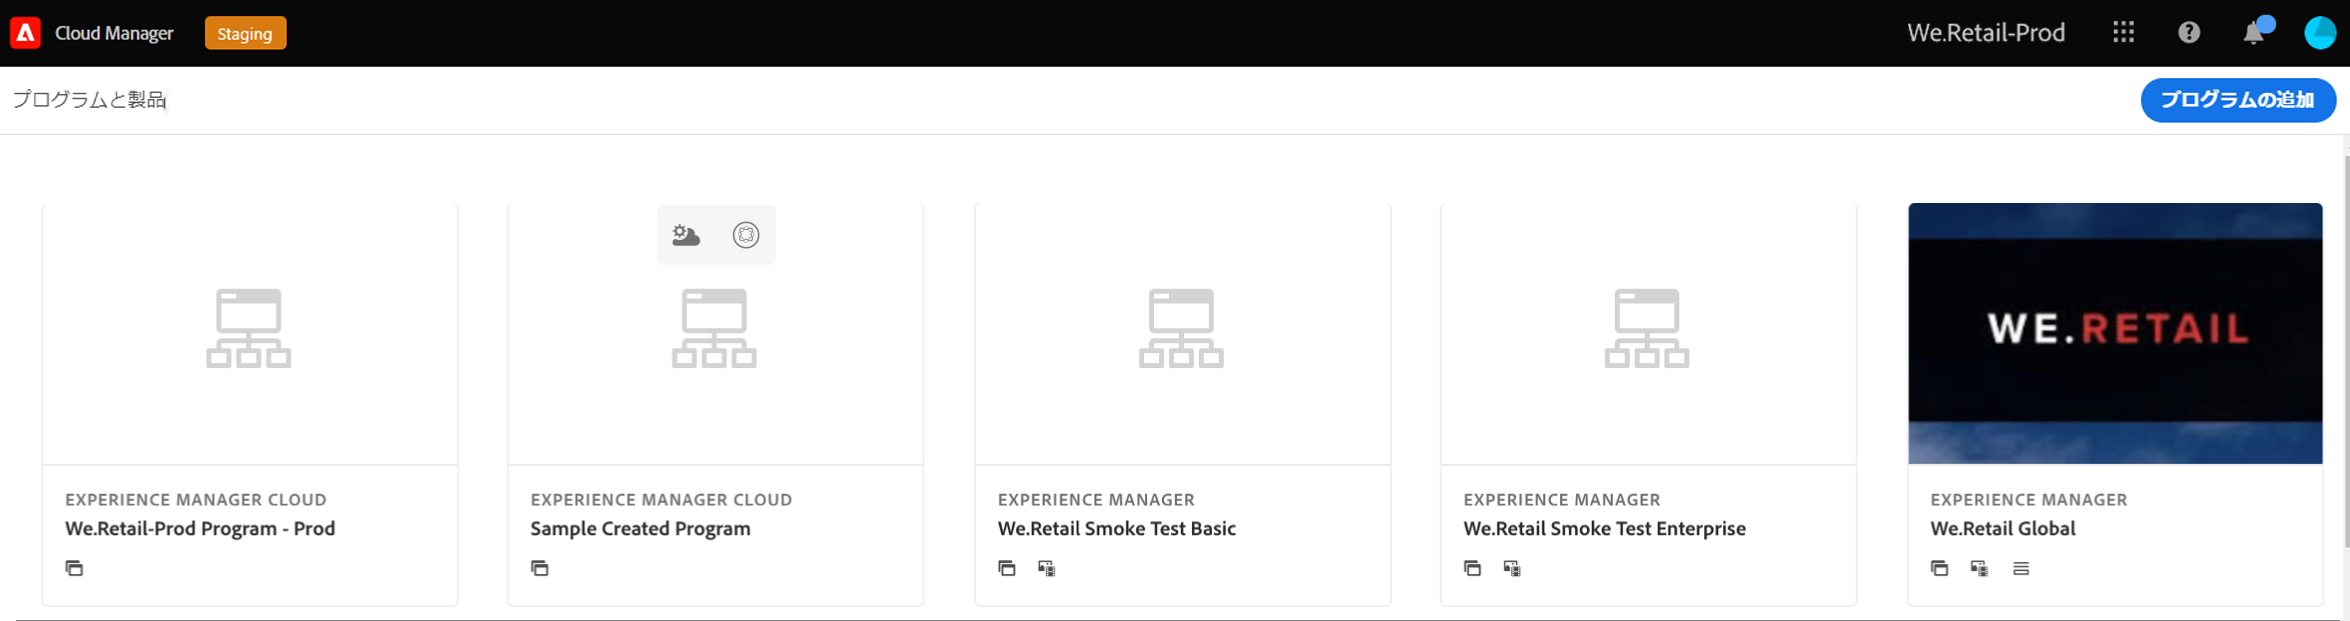 Cloud Manager
Staging
We.Retail-Prod
プログラムと製品
プログラムの追加
WE.RETAIL
EXPERIENCE MANAGER CLOUD
We.Retail-Prod Program - Prod
EXPERIENCE MANAGER CLOUD
Sample Created Program
EXPERIENCE MANAGER
We.Retail Smoke Test Basic
EXPERIENCE MANAGER
We.Retail Smoke Test Enterprise
EXPERIENCE MANAGER
We.Retail Global